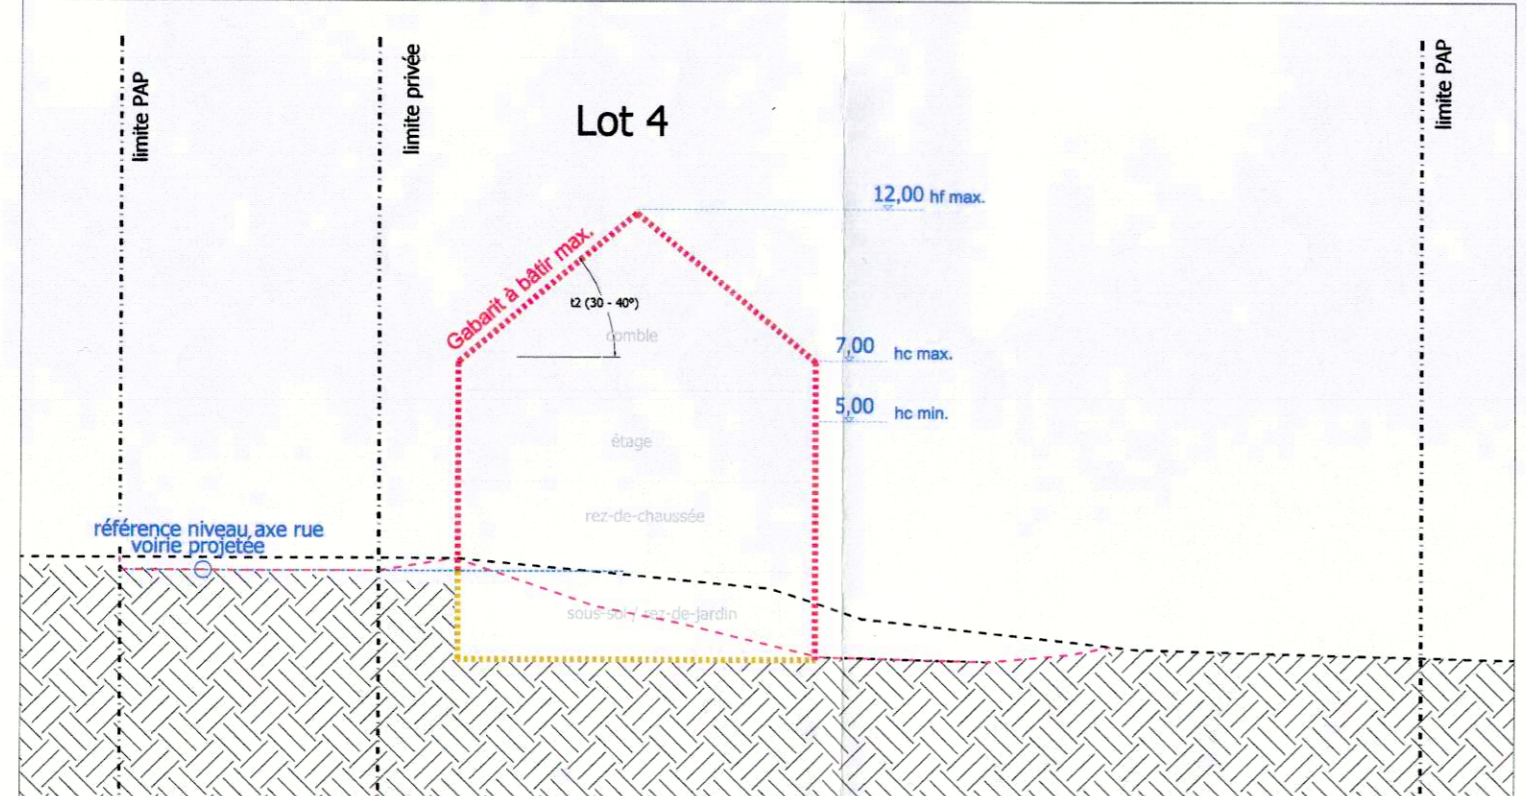 limite PAP
limite privée
Lot 4
limite PAP
12,00 hf max.
Gabarit à bâtir max.
t2 (30 - 40°)
comble
7,00 hc max.
5,00 hc min.
étage
rez-de-chaussée
référence niveau axe rue
voirie projetée
sous-sol / rez-de-jardin